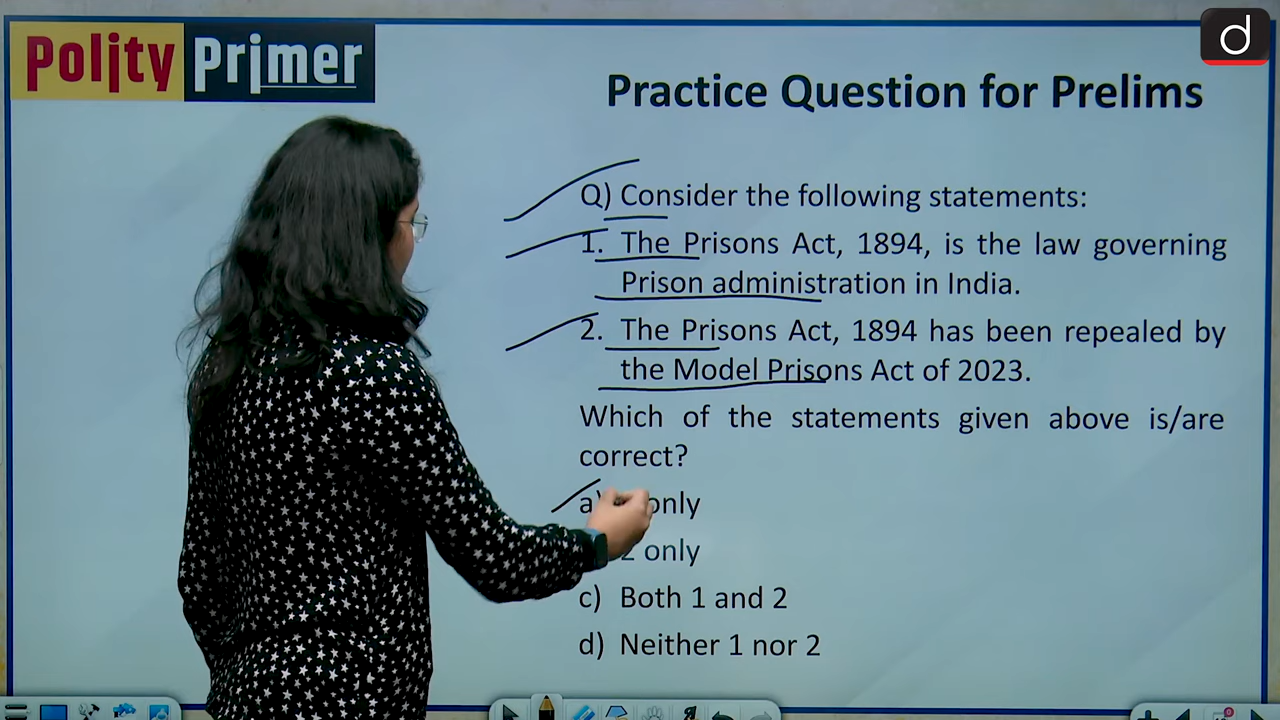 Polity Primer
d
Practice Question for Prelims
Q) Consider the following statements:
1. The Prisons Act, 1894, is the law governing
Prison administration in India.
2. The Prisons Act, 1894 has been repealed by
the Model Prisons Act of 2023.
Which of the statements given above is/are
correct?
a) only
2 only
c) Both 1 and 2
d) Neither 1 nor 2